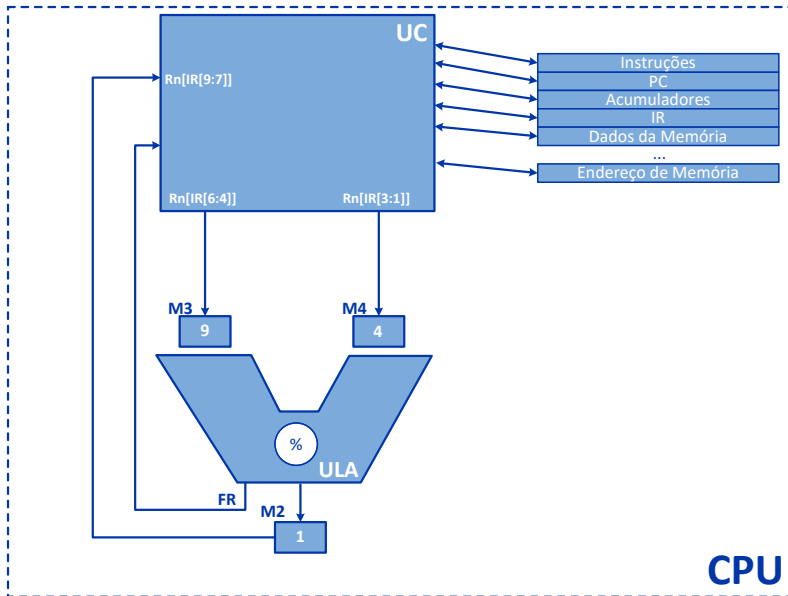 UC
Rn[IR[9:7]]
Instruções
PC
Acumuladores
IR
Dados da Memória
...
Endereço de Memória
Rn[IR[6:4]]
Rn[IR[3:1]]
M3
M4
9
4
%
ULA
FR
M2
1
CPU